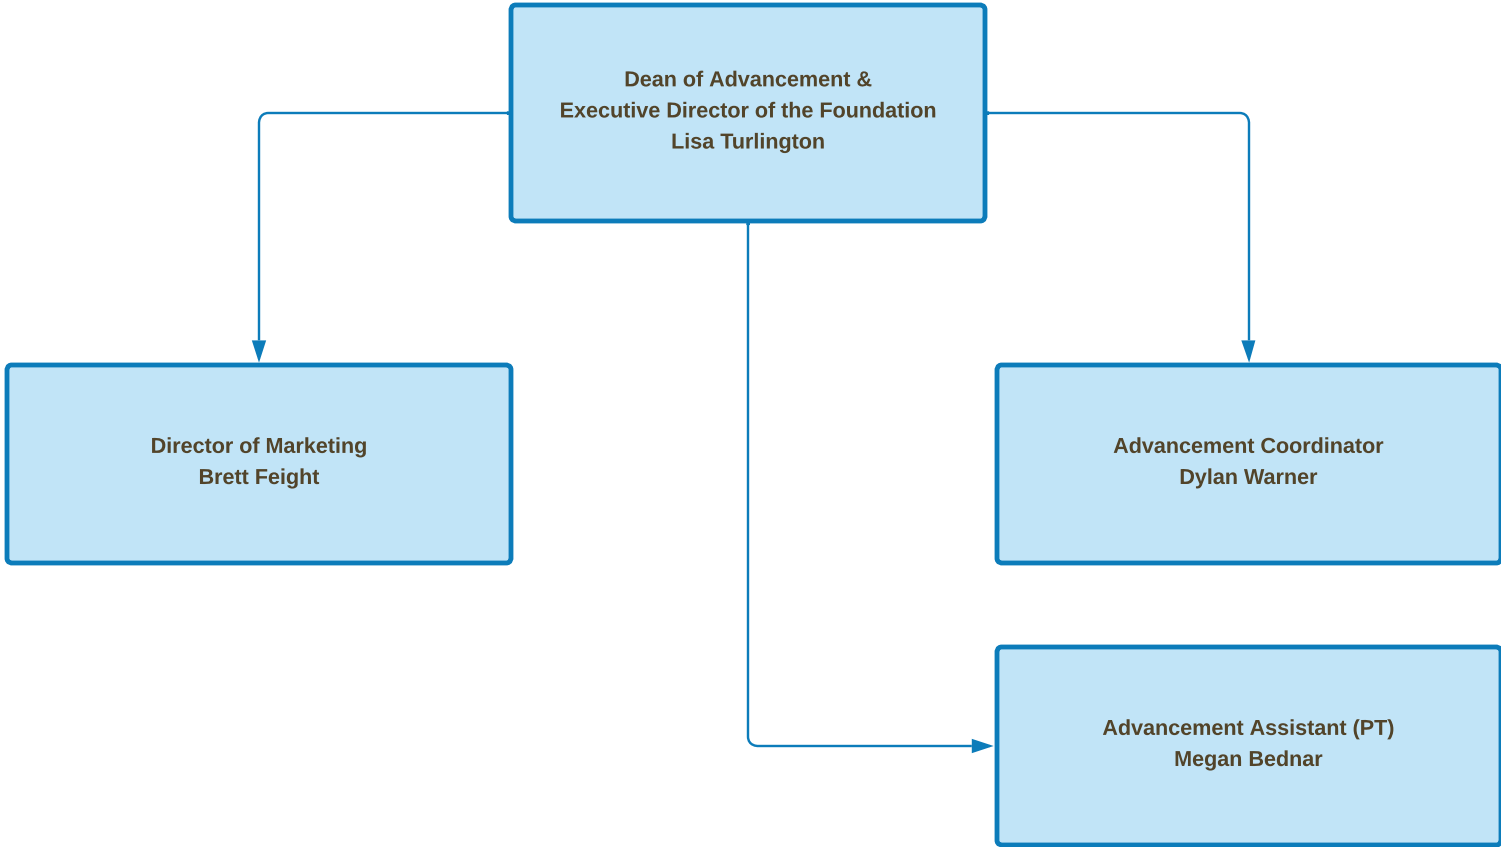 Dean of Advancement &
Executive Director of the Foundation
Lisa Turlington
Director of Marketing
Brett Feight
Advancement Coordinator
Dylan Warner
Advancement Assistant (PT)
Megan Bednar